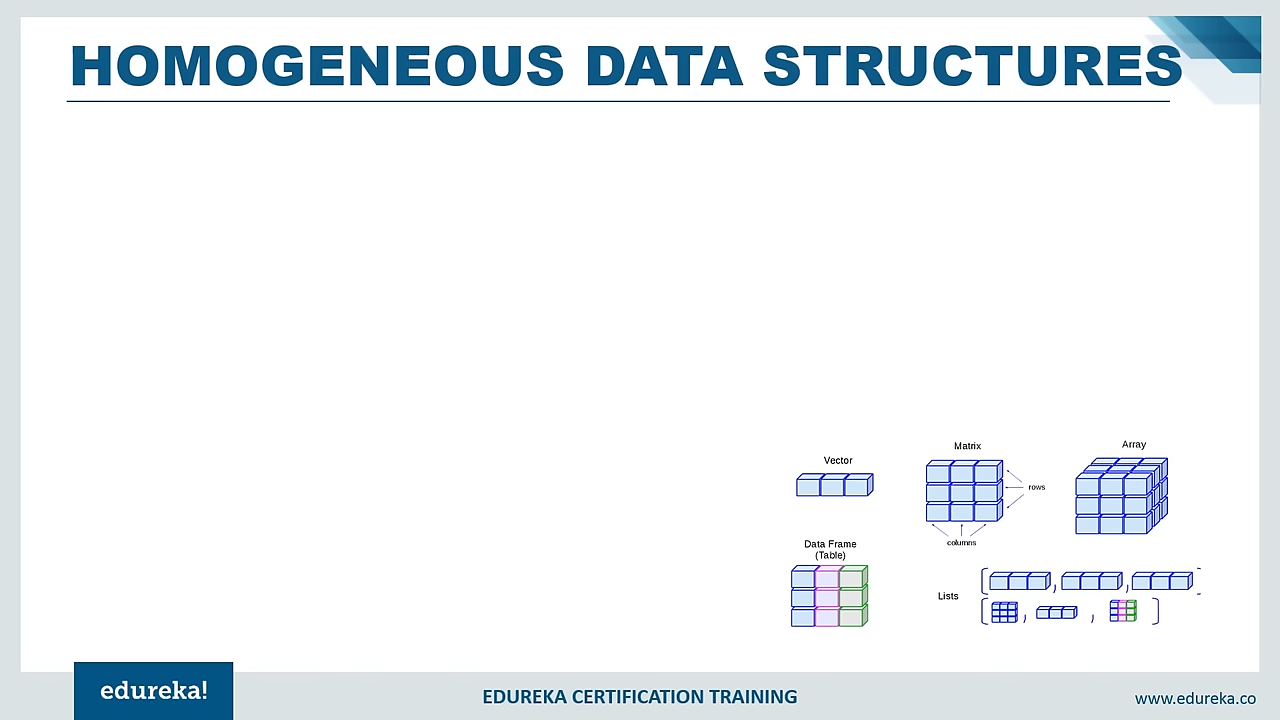 HOMOGENEOUS DATA STRUCTURES
Vector
Matrix
Array
rows
columns
Data Frame
(Table)
Lists
edureka!
EDUREKA CERTIFICATION TRAINING
www.edureka.co